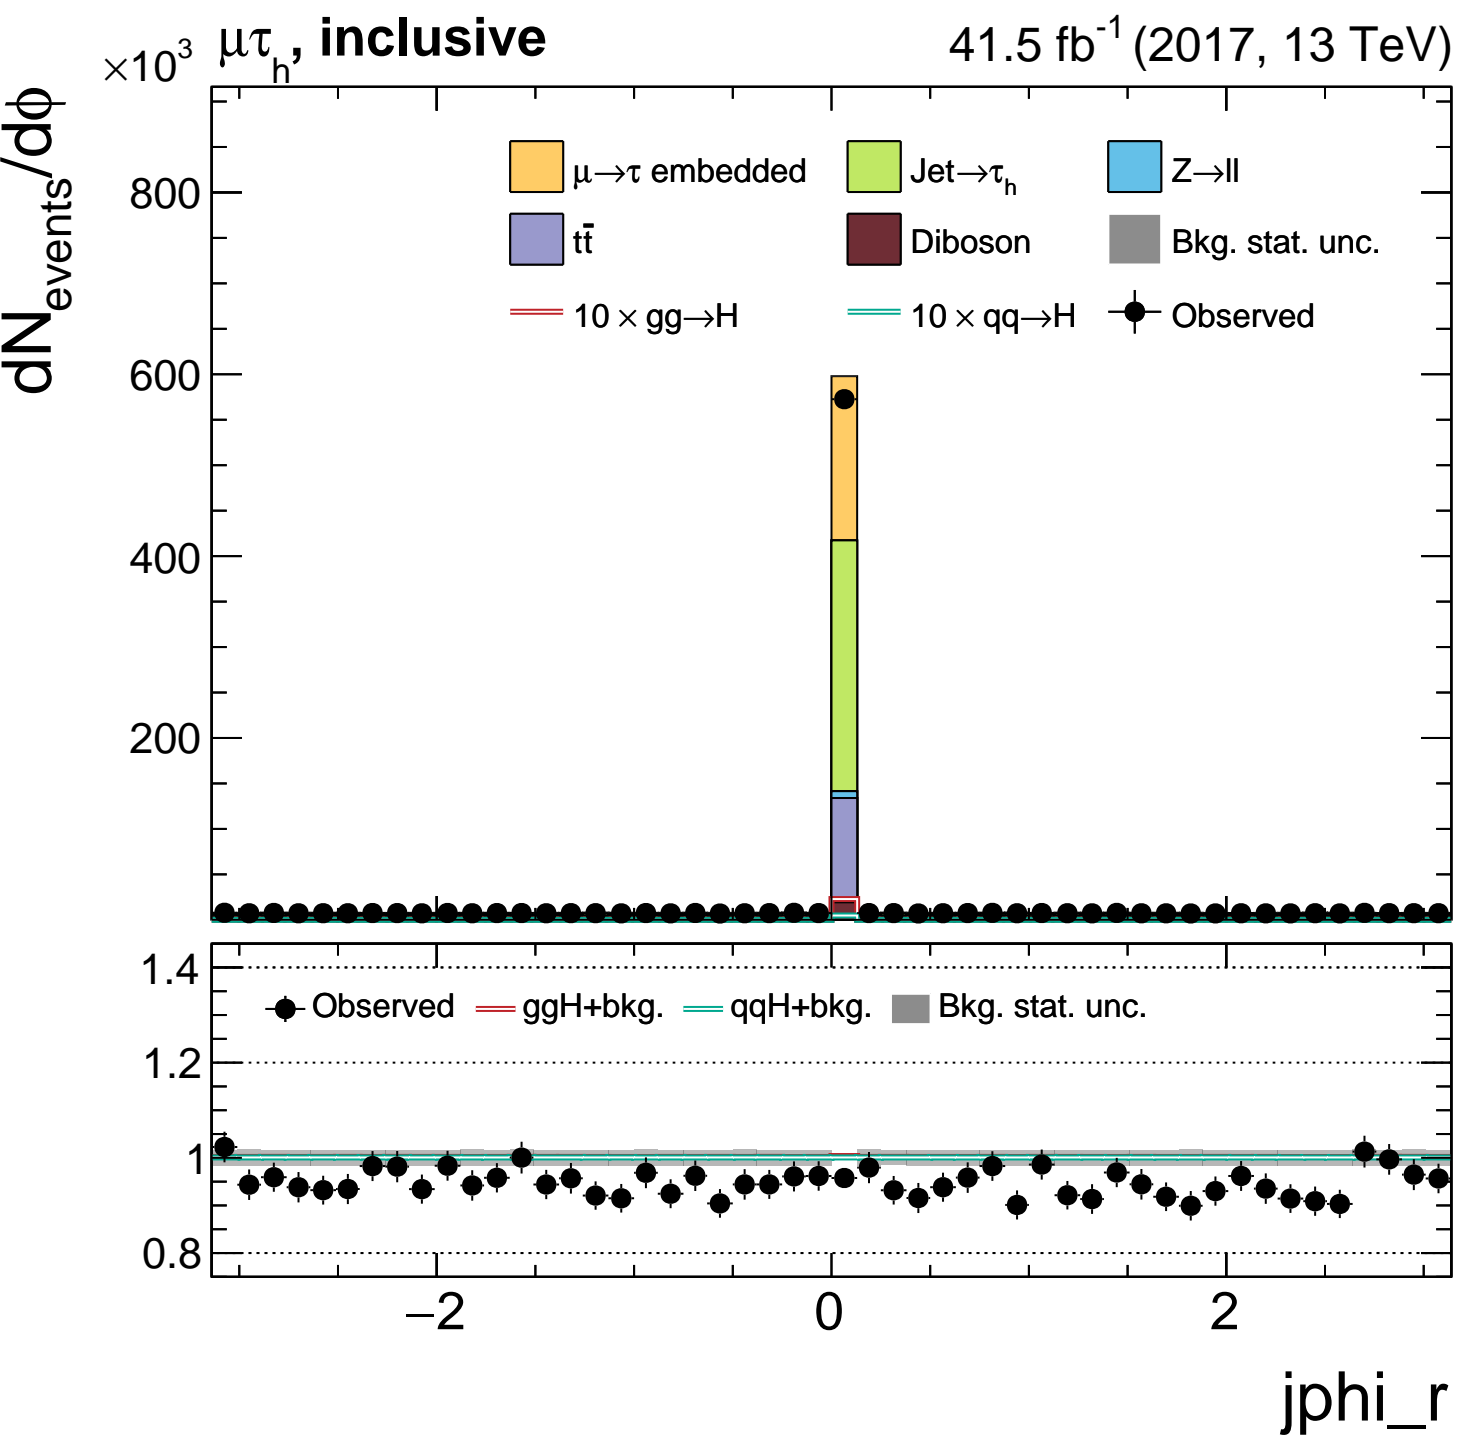 ×10³ μτₕ, inclusive 41.5 fb⁻¹ (2017, 13 TeV)
dN_events/dϕ
μ→τ embedded Jet→τₕ Z→ll
tt̄ Diboson Bkg. stat. unc.
10 × gg→H 10 × qq→H Observed
800
600
400
200
1.4
Observed ggH+bkg. qqH+bkg. Bkg. stat. unc.
1.2
1
0.8
−2 0 2
jphi_r